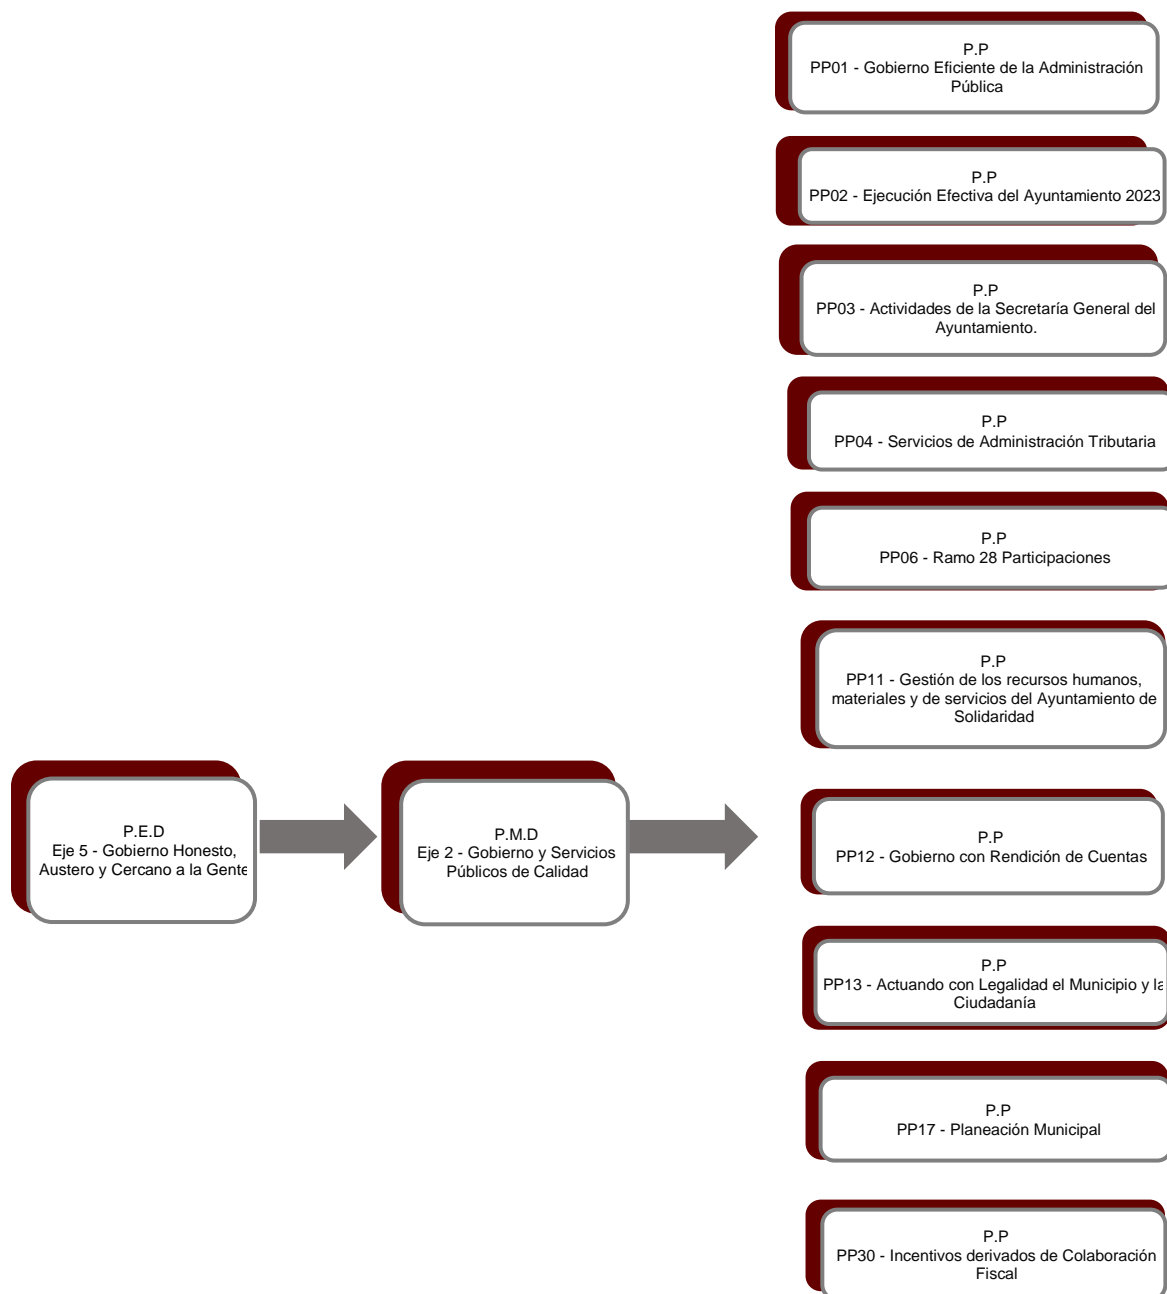 P.P
PP01 - Gobierno Eficiente de la Administración
Pública
P.P
PP02 - Ejecución Efectiva del Ayuntamiento 2023
P.P
PP03 - Actividades de la Secretaría General del
Ayuntamiento.
P.P
PP04 - Servicios de Administración Tributaria
P.P
PP06 - Ramo 28 Participaciones
P.P
PP11 - Gestión de los recursos humanos,
materiales y de servicios del Ayuntamiento de
Solidaridad
P.E.D
Eje 5 - Gobierno Honesto,
Austero y Cercano a la Gente
P.M.D
Eje 2 - Gobierno y Servicios
Públicos de Calidad
P.P
PP12 - Gobierno con Rendición de Cuentas
P.P
PP13 - Actuando con Legalidad el Municipio y la
Ciudadanía
P.P
PP17 - Planeación Municipal
P.P
PP30 - Incentivos derivados de Colaboración
Fiscal